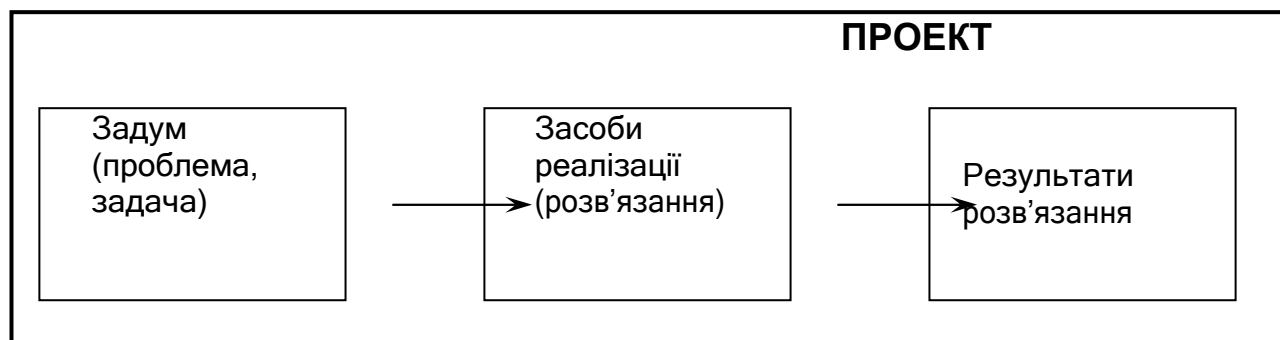 ПРОЕКТ
Задум
(проблема,
задача)
Засоби
реалізації
(розв’язання)
Результати
розв’язання